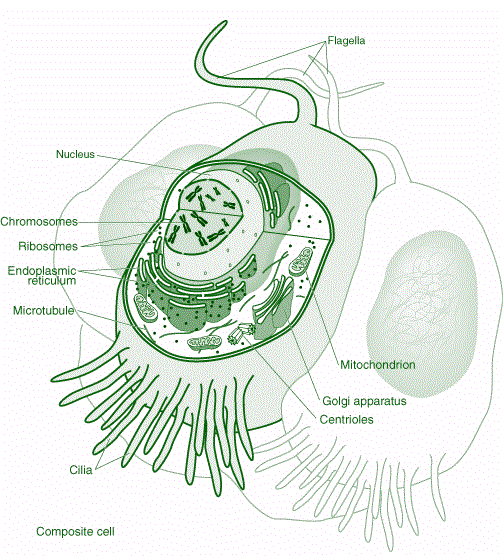 Flagella
Nucleus
Chromosomes
Ribosomes
Endoplasmic
reticulum
Microtubule
Mitochondrion
Golgi apparatus
Centrioles
Cilia
Composite cell